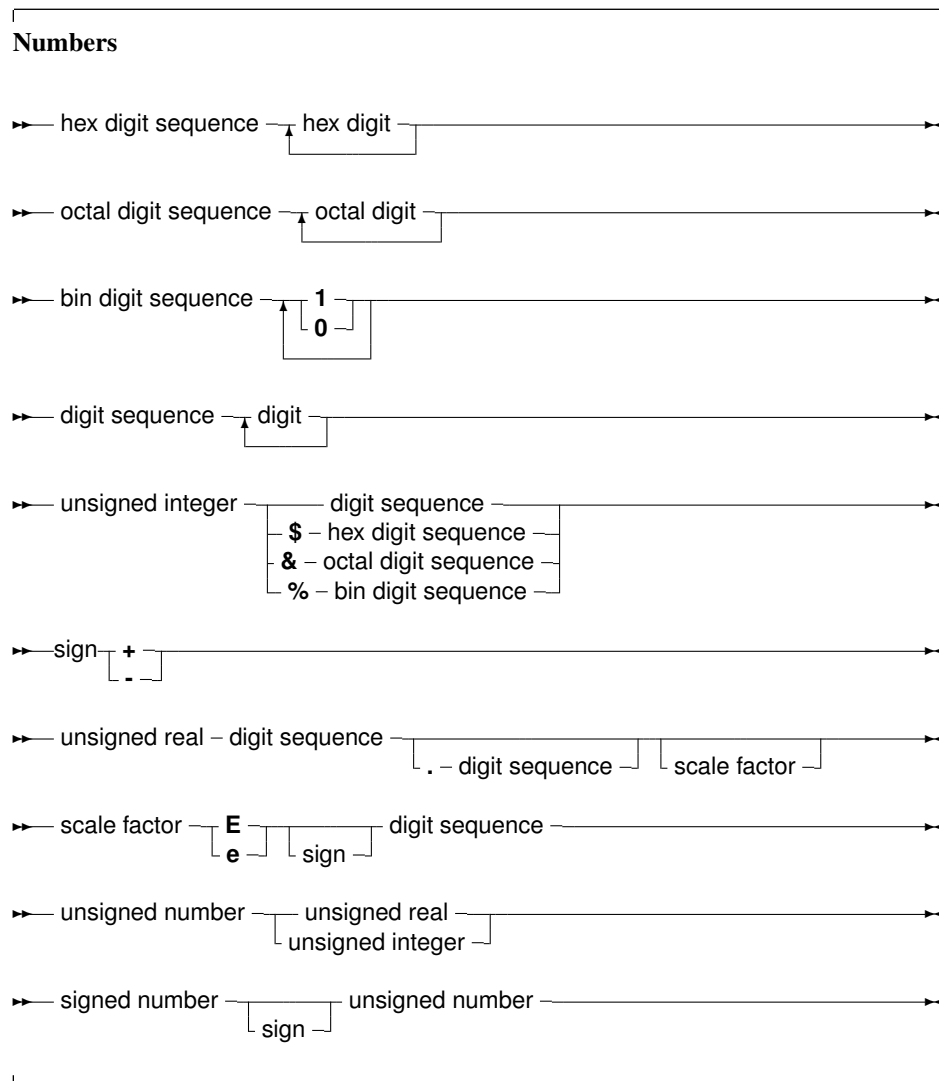 Numbers
hex digit sequence hex digit
octal digit sequence octal digit
bin digit sequence 1
0
digit sequence digit
unsigned integer digit sequence
$ hex digit sequence
& octal digit sequence
% bin digit sequence
sign +
-
unsigned real digit sequence
. digit sequence scale factor
scale factor E digit sequence
e sign
unsigned number unsigned real
unsigned integer
signed number unsigned number
sign